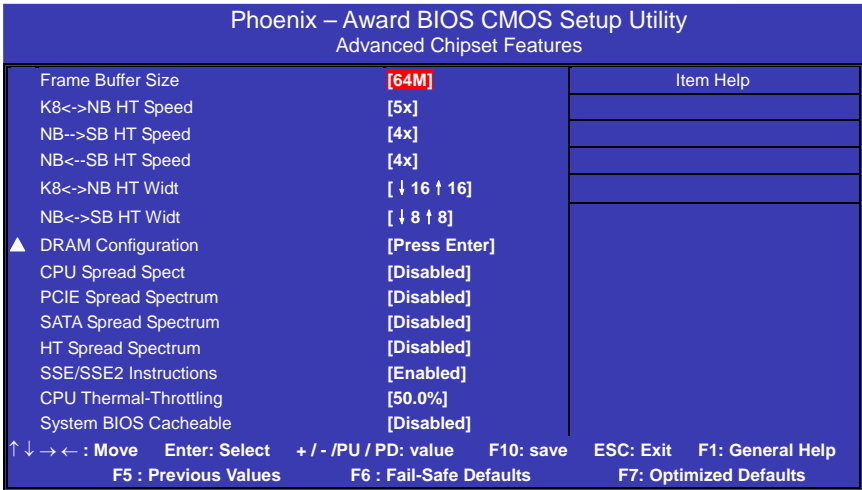 Phoenix – Award BIOS CMOS Setup Utility
Advanced Chipset Features
Frame Buffer Size [64M] Item Help
K8<->NB HT Speed [5x]
NB-->SB HT Speed [4x]
NB<--SB HT Speed [4x]
K8<->NB HT Widt [ ↓ 16 ↑ 16]
NB<->SB HT Widt [ ↓ 8 ↑ 8]
▲ DRAM Configuration [Press Enter]
CPU Spread Spect [Disabled]
PCIE Spread Spectrum [Disabled]
SATA Spread Spectrum [Disabled]
HT Spread Spectrum [Disabled]
SSE/SSE2 Instructions [Enabled]
CPU Thermal-Throttling [50.0%]
System BIOS Cacheable [Disabled]
↑↓→← : Move Enter: Select + / - /PU / PD: value F10: save ESC: Exit F1: General Help
F5 : Previous Values F6 : Fail-Safe Defaults F7: Optimized Defaults